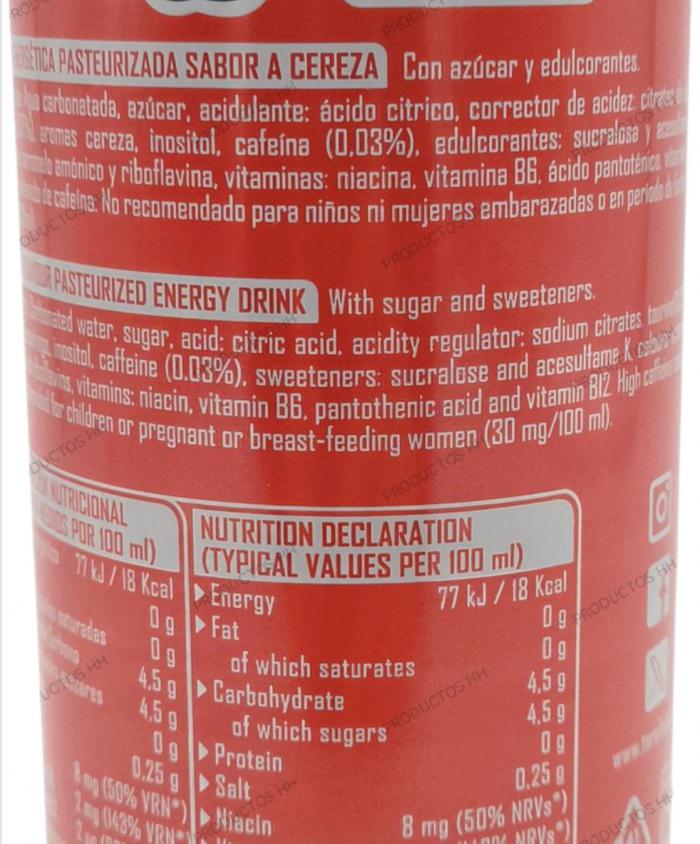 ENERGÉTICA PASTEURIZADA SABOR A CEREZA Con azúcar y edulcorantes.
agua carbonatada, azúcar, acidulante: ácido cítrico, corrector de acidez: citratos
aromas cereza, inositol, cafeína (0,03%), edulcorantes: sucralosa y
amónico y riboflavina, vitaminas: niacina, vitamina B6, ácido pantoténico,
de cafeína: No recomendado para niños ni mujeres embarazadas o en período de
PASTEURIZED ENERGY DRINK With sugar and sweeteners.
water, sugar, acid: citric acid, acidity regulator: sodium citrates,
inositol, caffeine (0.03%), sweeteners: sucralose and acesulfame K,
vitamins: niacin, vitamin B6, pantothenic acid and vitamin B12. High caffeine
for children or pregnant or breast-feeding women (30 mg/100 ml).
NUTRICIONAL
MEDIOS POR 100 ml)
77 kJ / 18 Kcal
0 g
saturadas 0 g
4,5 g
4,5 g
0 g
0,25 g
8 mg (50% VRN*)
2 mg (143% VRN*)
NUTRITION DECLARATION
(TYPICAL VALUES PER 100 ml)
Energy 77 kJ / 18 Kcal
Fat 0 g
of which saturates 0 g
Carbohydrate 4,5 g
of which sugars 4,5 g
Protein 0 g
Salt 0,25 g
Niacin 8 mg (50% NRVs*)
PRODUCTOS HH